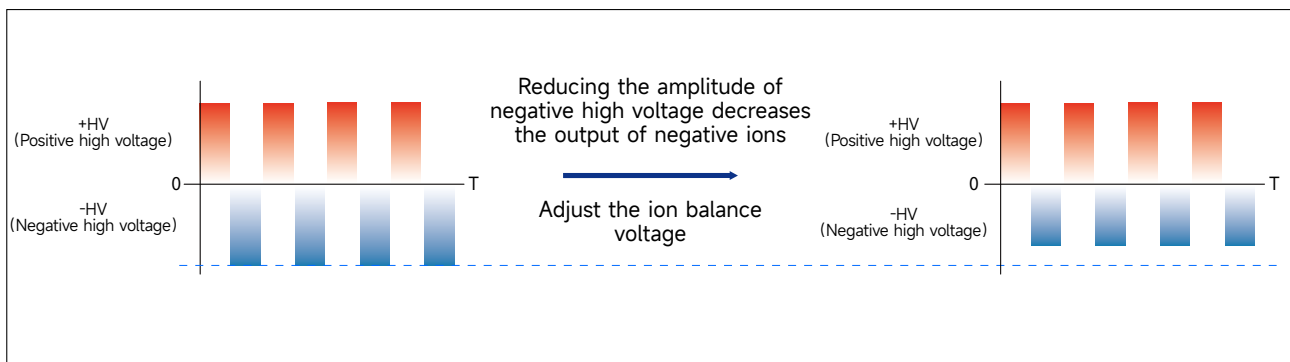 Reducing the amplitude of
negative high voltage decreases
the output of negative ions
Adjust the ion balance
voltage
+HV
(Positive high voltage)
0
T
-HV
(Negative high voltage)
+HV
(Positive high voltage)
0
T
-HV
(Negative high voltage)